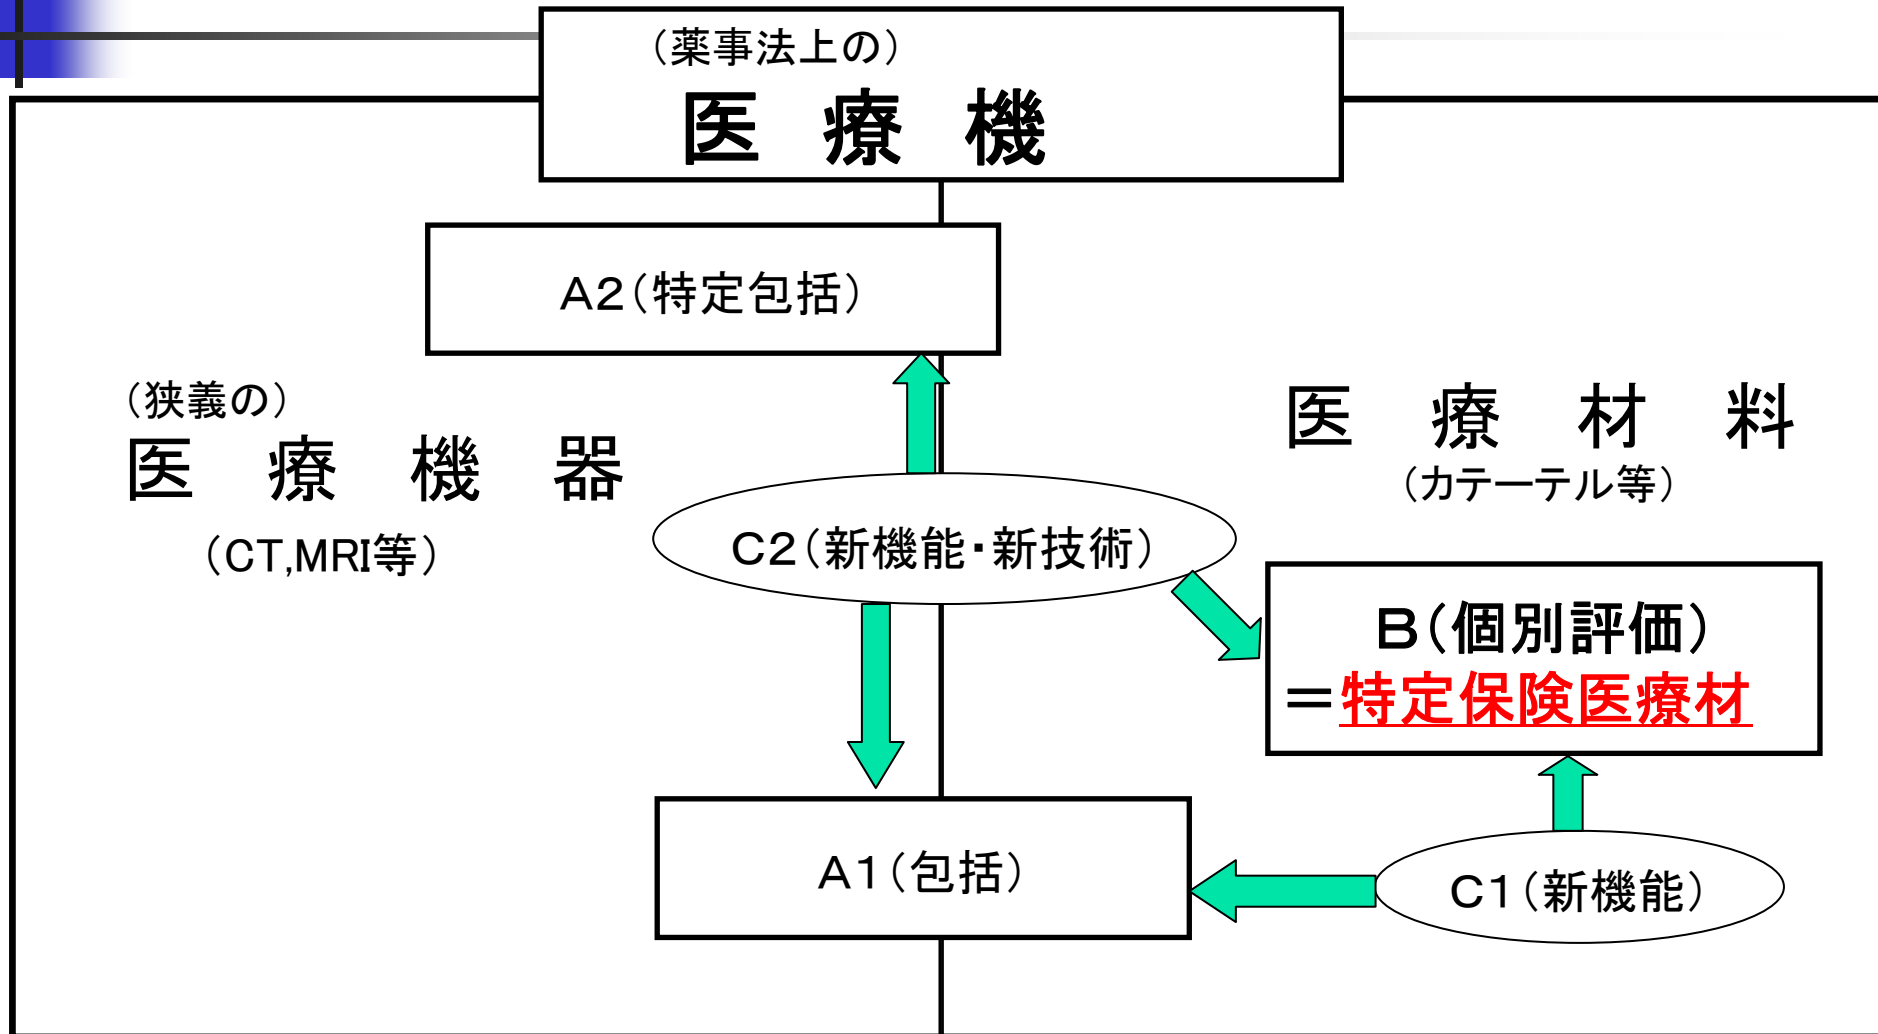 （薬事法上の）
医療機
A2（特定包括）
（狭義の）
医療機器
（CT,MRI等）
医療材料
（カテーテル等）
C2（新機能・新技術）
B（個別評価）
＝特定保険医療材
A1（包括）
C1（新機能）